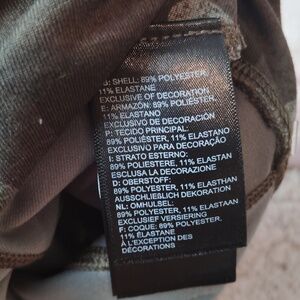 G: SHELL: 89% POLYESTER,
11% ELASTANE
EXCLUSIVE OF DECORATION
E: ARMAZÓN: 89% POLIÉSTER,
11% ELASTANO
EXCLUSIVO DE DECORACIÓN
P: TECIDO PRINCIPAL:
89% POLIÉSTER, 11% ELASTANO
EXCLUSIVO PARA DECORAÇÃO
I: STRATO ESTERNO:
89% POLIESTERE, 11% ELASTAN
ESCLUSA LA DECORAZIONE
D: OBERSTOFF:
89% POLYESTER, 11% ELASTHAN
AUSSCHLIEßLICH DEKORATION
NL: OMHULSEL:
89% POLYESTER, 11% ELASTAAN
EXCLUSIEF VERSIERING
F: COQUE: 89% POLYESTER,
11% ÉLASTANE
À L'EXCEPTION DES
DÉCORATIONS